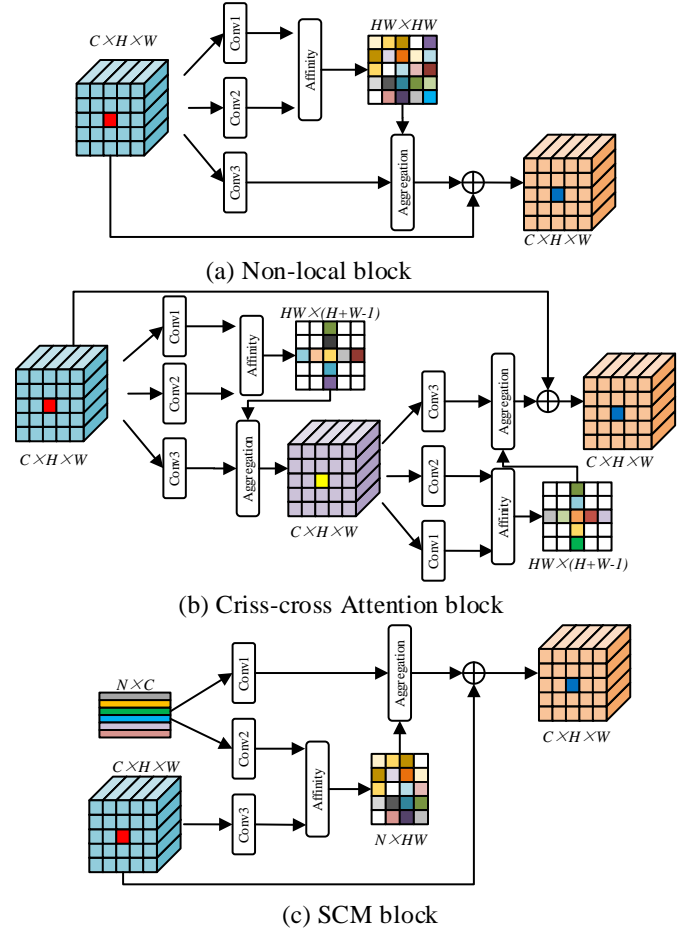 C×H×W
Conv1
Conv2
Conv3
Affinity
HW×HW
Aggregation
C×H×W
(a) Non-local block
C×H×W
Conv1
Conv2
Conv3
Affinity
HW×(H+W-1)
Aggregation
C×H×W
Conv3
Conv2
Conv1
Aggregation
Affinity
HW×(H+W-1)
C×H×W
(b) Criss-cross Attention block
N×C
C×H×W
Conv1
Conv2
Conv3
Affinity
Aggregation
N×HW
C×H×W
(c) SCM block